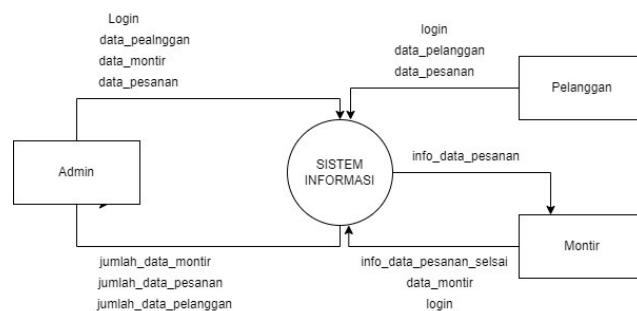 Login
data_pealnggan
data_montir
data_pesanan
login
data_pelanggan
data_pesanan
Pelanggan
Admin
SISTEM
INFORMASI
info_data_pesanan
Montir
jumlah_data_montir
jumlah_data_pesanan
jumlah_data_pelanggan
info_data_pesanan_selsai
data_montir
login